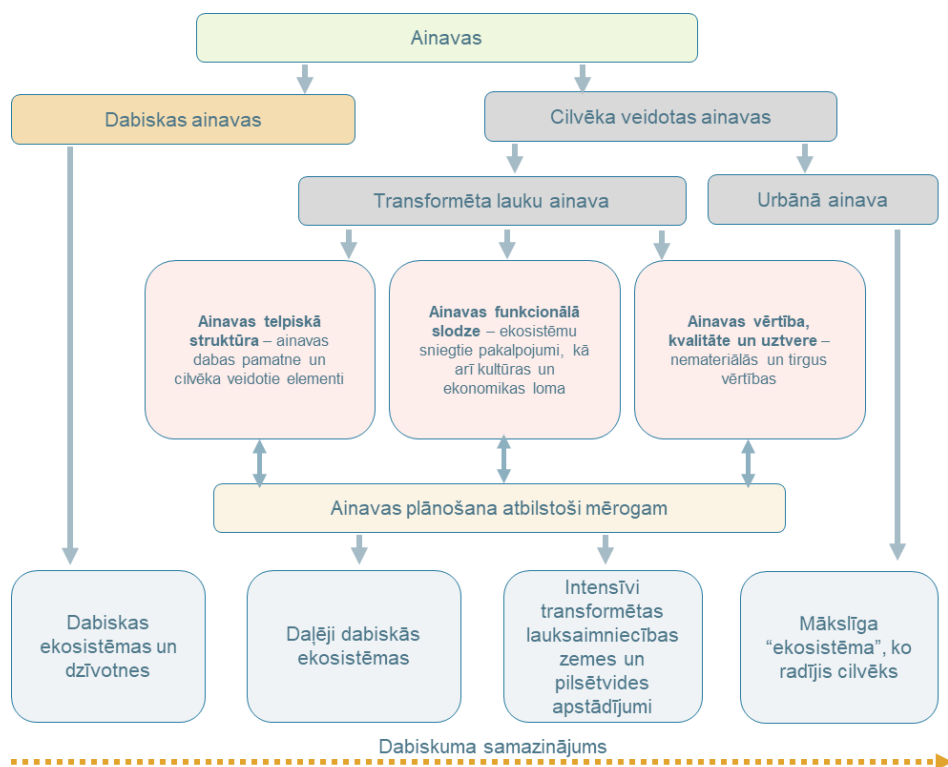 Ainavas
Dabiskas ainavas
Cilvēka veidotas ainavas
Transformēta lauku ainava
Urbānā ainava
Ainavas telpiskā
struktūra – ainavas
dabas pamatne un
cilvēka veidotie elementi
Ainavas funkcionālā
slodze – ekosistēmu
sniegtie pakalpojumi, kā
arī kultūras un
ekonomikas loma
Ainavas vērtība,
kvalitāte un uztvere –
nemateriālās un tirgus
vērtības
Ainavas plānošana atbilstoši mērogam
Dabiskas
ekosistēmas un
dzīvotnes
Daļēji dabiskās
ekosistēmas
Intensīvi
transformētas
lauksaimniecības
zemes un
pilsētvides
apstādījumi
Mākslīga
“ekosistēma”, ko
radījis cilvēks
Dabiskuma samazinājums